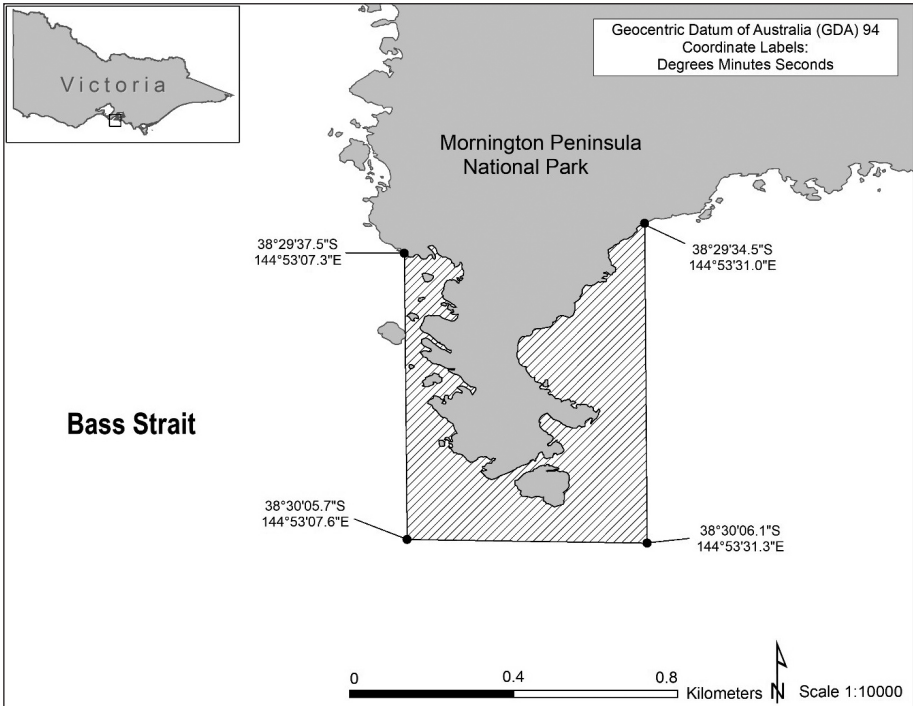 Victoria
Geocentric Datum of Australia (GDA) 94
Coordinate Labels:
Degrees Minutes Seconds
Mornington Peninsula
National Park
38°29'37.5"S
144°53'07.3"E
38°29'34.5"S
144°53'31.0"E
Bass Strait
38°30'05.7"S
144°53'07.6"E
38°30'06.1"S
144°53'31.3"E
0 0.4 0.8
Kilometers N Scale 1:10000